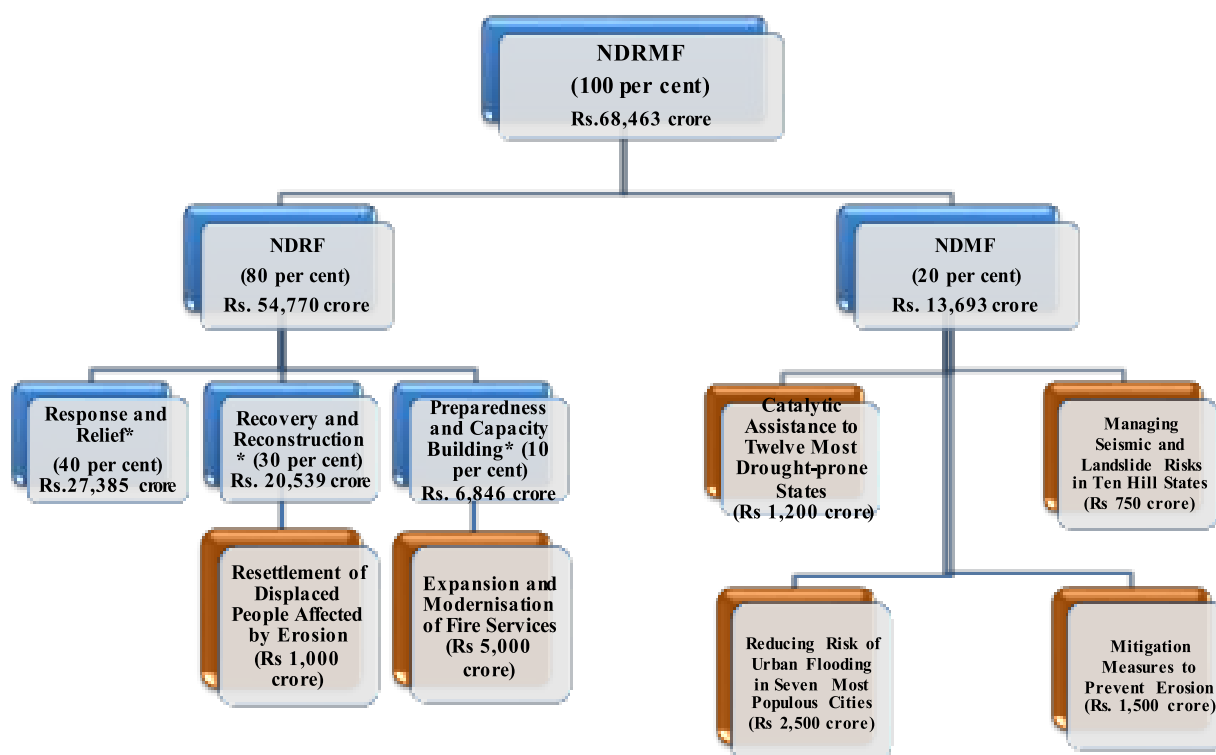 NDRMF
(100 per cent)
Rs.68,463 crore
NDRF
(80 per cent)
Rs. 54,770 crore
NDMF
(20 per cent)
Rs. 13,693 crore
Response and
Relief*
(40 per cent)
Rs.27,385 crore
Recovery and
Reconstruction
* (30 per cent)
Rs. 20,539 crore
Preparedness
and Capacity
Building* (10
per cent)
Rs. 6,846 crore
Catalytic
Assistance to
Twelve Most
Drought-prone
States
(Rs 1,200 crore)
Managing
Seismic and
Landslide Risks
in Ten Hill States
(Rs 750 crore)
Resettlement of
Displaced
People Affected
by Erosion
(Rs 1,000
crore)
Expansion and
Modernisation
of Fire Services
(Rs 5,000
crore)
Reducing Risk of
Urban Flooding
in Seven Most
Populous Cities
(Rs 2,500 crore)
Mitigation
Measures to
Prevent Erosion
(Rs. 1,500 crore)